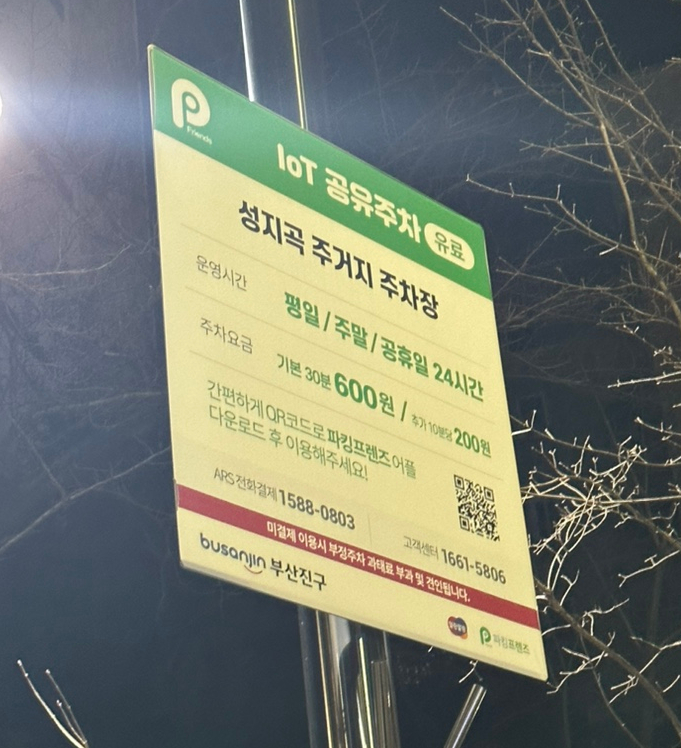 P
Friends
IoT 공유주차 유료
성지곡 주거지 주차장
운영시간
평일 / 주말 / 공휴일 24시간
주차요금
기본 30분 600원 / 추가 10분당 200원
간편하게 QR코드로 파킹프렌즈 어플
다운로드 후 이용해주세요!
ARS 전화결제 1588-0803
고객센터 1661-5806
미결제 이용시 부정주차 과태료 부과 및 견인됩니다.
busanjin 부산진구
파킹프렌즈